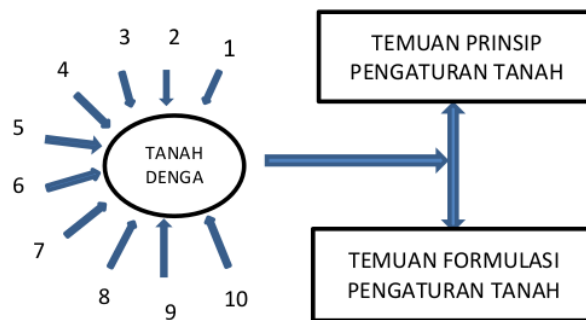 1
2
3
4
5
6
7
8
9
10
TANAH
DENGA
TEMUAN PRINSIP
PENGATURAN TANAH
TEMUAN FORMULASI
PENGATURAN TANAH